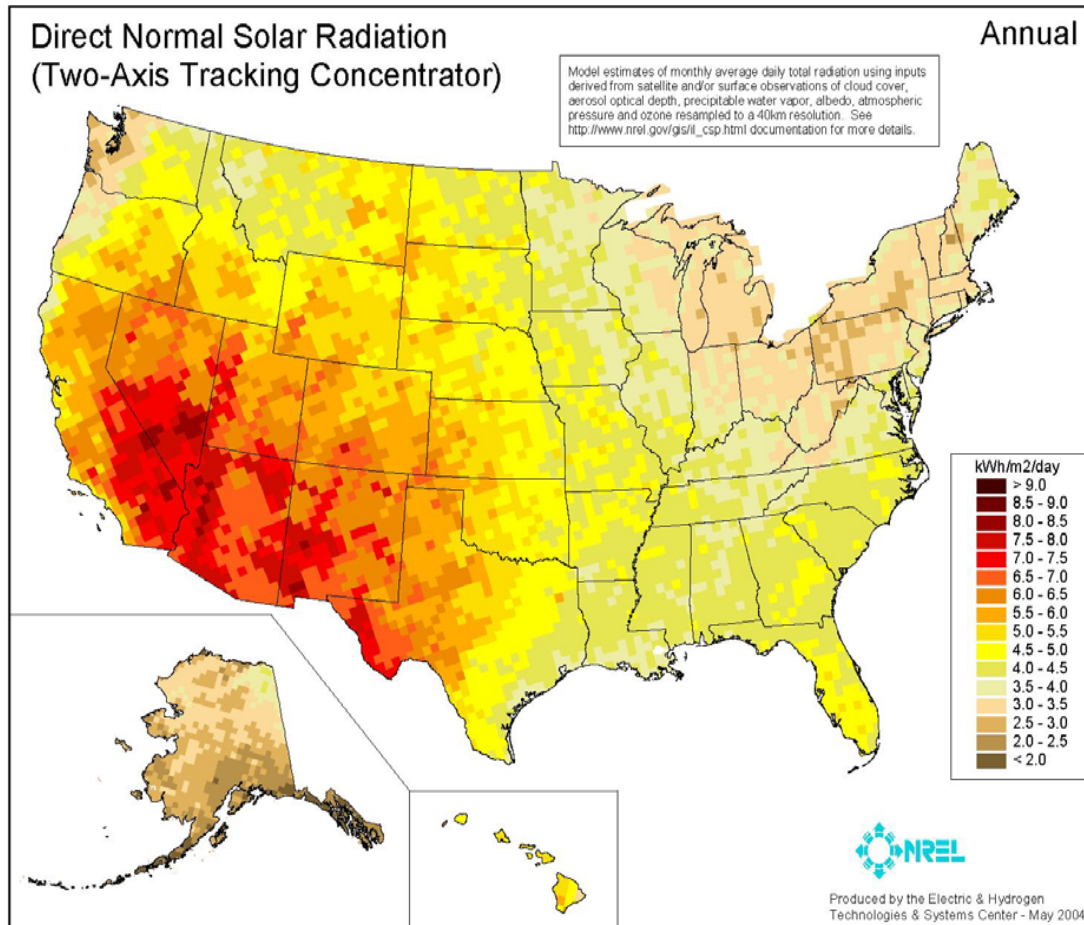 Direct Normal Solar Radiation
(Two-Axis Tracking Concentrator)
Annual
Model estimates of monthly average daily total radiation using inputs
derived from satellite and/or surface observations of cloud cover,
aerosol optical depth, precipitable water vapor, albedo, atmospheric
pressure and ozone resampled to a 40km resolution. See
http://www.nrel.gov/gis/il_csp.html documentation for more details.
kWh/m2/day
> 9.0
8.5 - 9.0
8.0 - 8.5
7.5 - 8.0
7.0 - 7.5
6.5 - 7.0
6.0 - 6.5
5.5 - 6.0
5.0 - 5.5
4.5 - 5.0
4.0 - 4.5
3.5 - 4.0
3.0 - 3.5
2.5 - 3.0
2.0 - 2.5
< 2.0
NREL
Produced by the Electric & Hydrogen
Technologies & Systems Center - May 2004